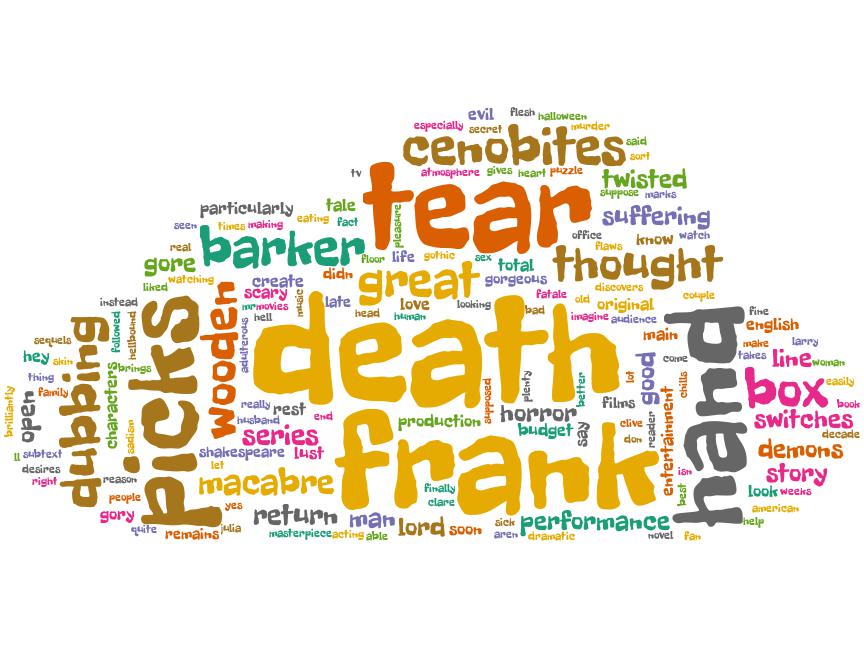 evil
flesh
halloween
especially
secret
murder
cenobites
said
sort
tv
tear
atmosphere
gives
heart
puzzle
twisted
suppose
marks
particularly
tale
pleasure
suffering
seen
times
making
eating
fact
office
know
watch
real
barker
floor
life
gothic
sex
flaws
thought
gore
liked
watching
create
didn
great
total
gorgeous
discovers
couple
instead
picks
wooden
scary
music
late
love
looking
fatale
old
original
mr
movies
head
human
bad
imagine
audience
hell
death
hand
fine
sequels
dubbing
followed
hellbound
adulterous
main
english
make
larry
hey
skin
brings
good
come
takes
line
woman
thing
family
characters
supposed
plenty
better
lot
box
easily
brilliantly
open
sadism
really
rest
end
horror
films
chills
book
husband
production
budget
say
clive
reader
entertainment
switches
decade
series
don
ll
subtext
shakespeare
lust
frank
demons
desires
let
isn
story
right
reason
macabre
finally
best
look
weeks
people
yes
clare
american
gory
return
man
lord
soon
sick
performance
help
quite
remains
julia
masterpiece
acting
able
aren
dramatic
novel
fan